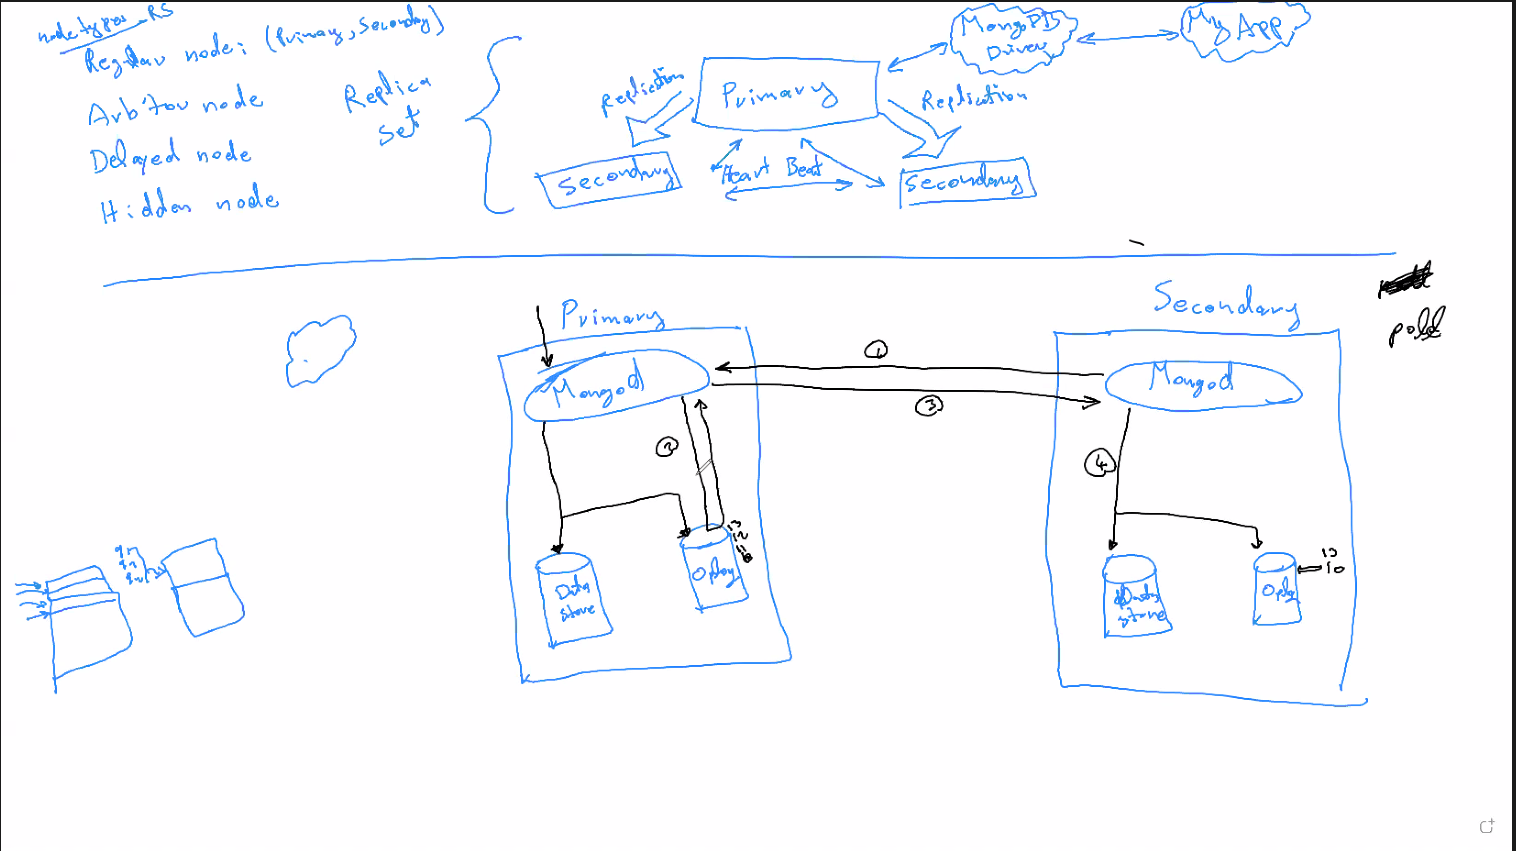 node types RS
Regular node: (Primary, Secondary)
Arbiter node
Delayed node
Hidden node
Replica
Set
Replication
Primary
Replication
MongoDB
Driver
My App
Secondary
Heart Beat
Secondary
Primary
Secondary
pold
Mongod
Mongod
1
2
3
4
Data
store
Oplog
13
12
11
10
Data
store
Oplog
13
10